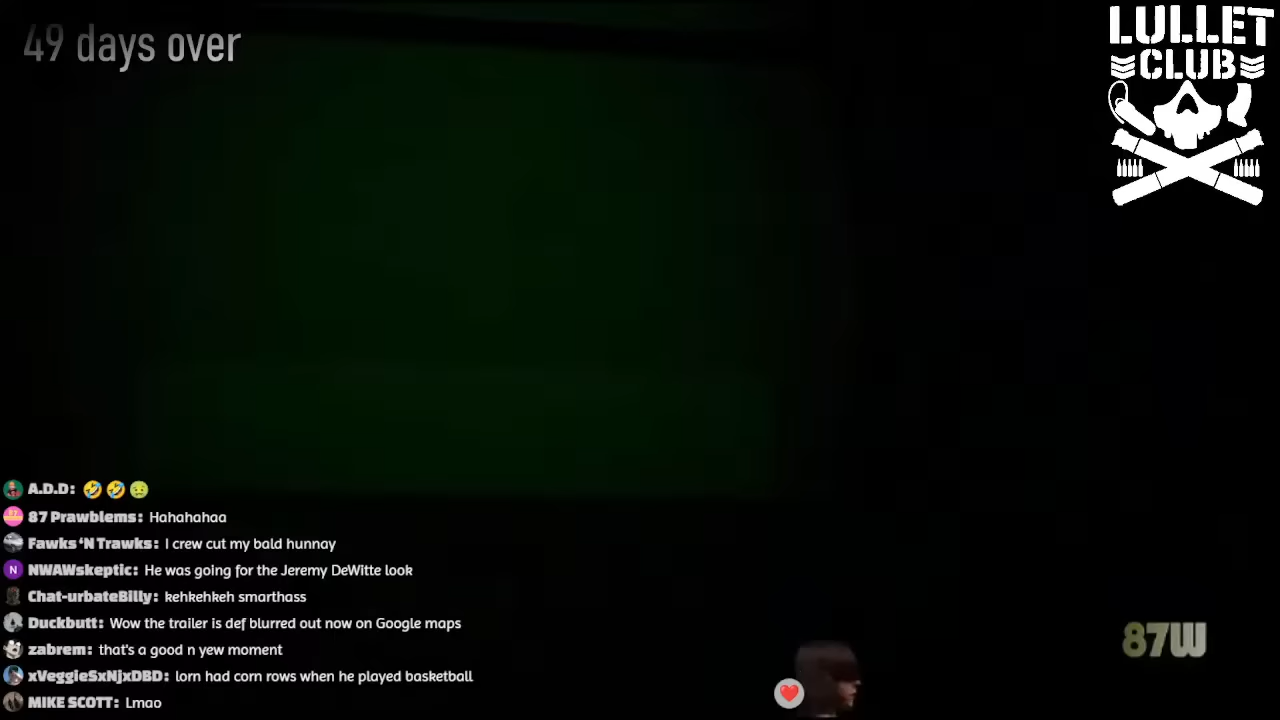 49 days over
LULLET
CLUB
A.D.D: 🤣 🤣 🤢
87 Prawblems: Hahahahaa
Fawks 'N Trawks: I crew cut my bald hunnay
N NWAWskeptic: He was going for the Jeremy DeWitte look
Chat-urbateBilly: kehkehkeh smarthass
Duckbutt: Wow the trailer is def blurred out now on Google maps
zabrem: that's a good n yew moment
xVeggieSxNjxDBD: lorn had corn rows when he played basketball
MIKE SCOTT: Lmao
87W